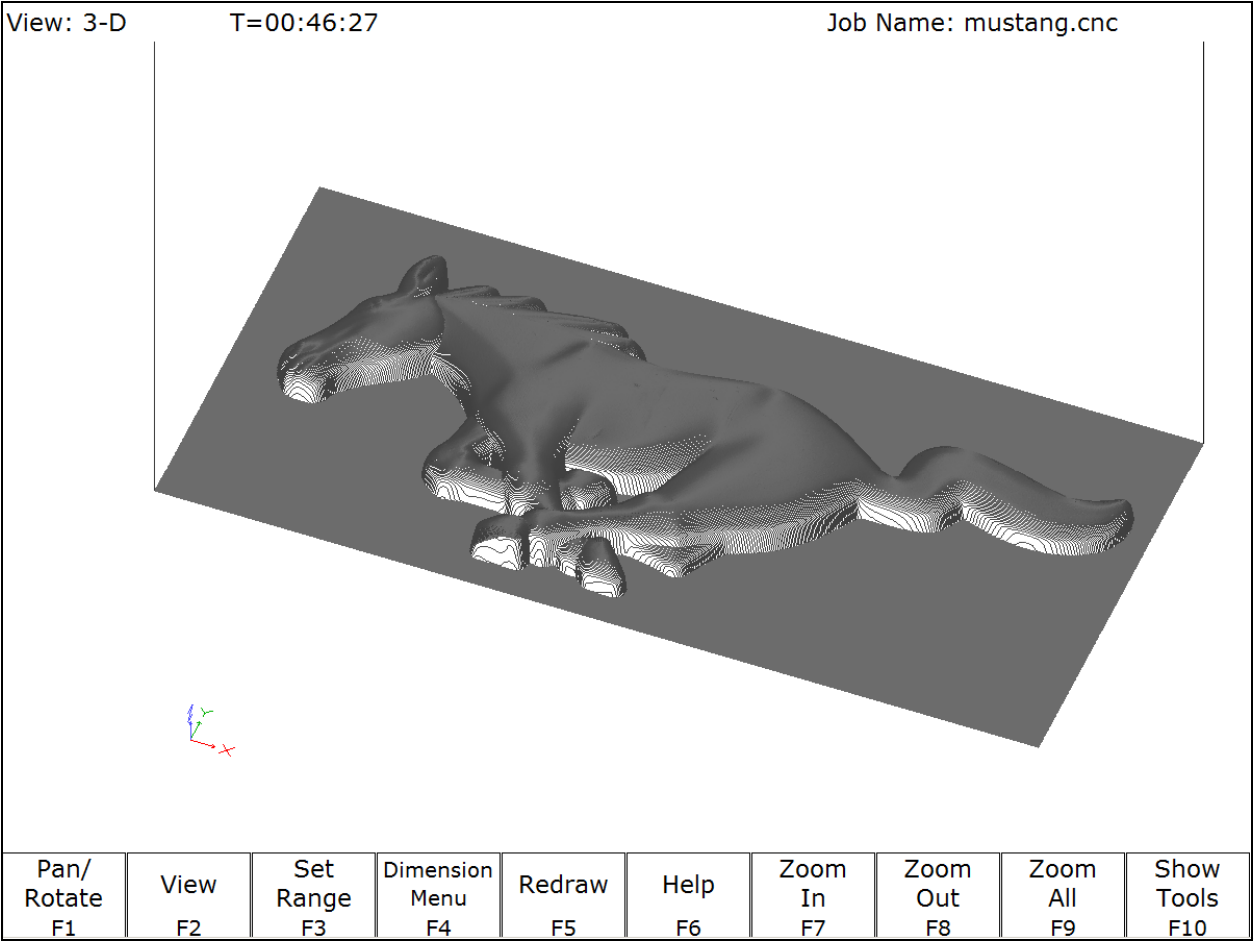 View: 3-D T=00:46:27 Job Name: mustang.cnc
Z
Y
X
Pan/
Rotate
F1
View
F2
Set
Range
F3
Dimension
Menu
F4
Redraw
F5
Help
F6
Zoom
In
F7
Zoom
Out
F8
Zoom
All
F9
Show
Tools
F10